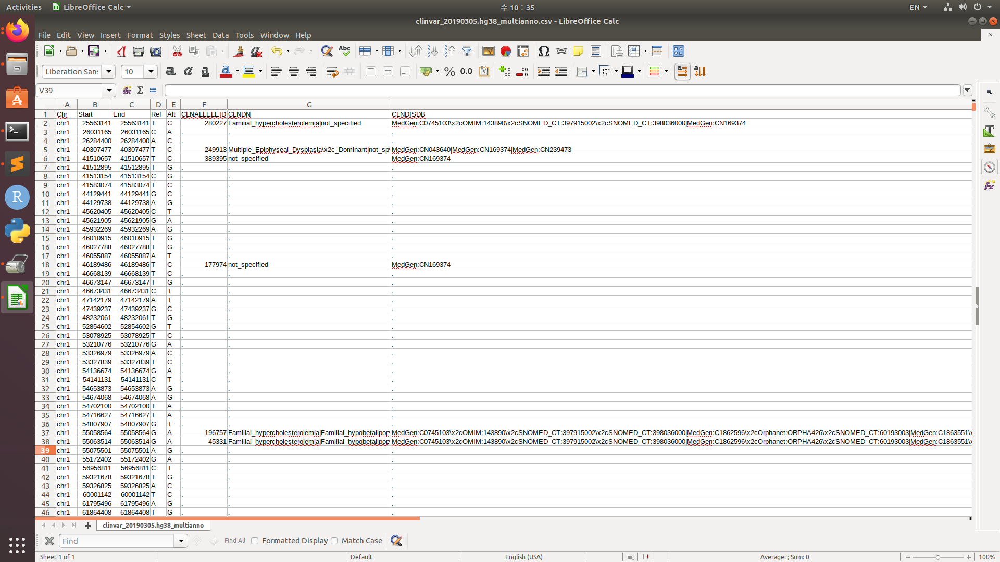 Activities LibreOffice Calc 수 10 : 35 EN
clinvar_20190305.hg38_multianno.csv - LibreOffice Calc
File Edit View Insert Format Styles Sheet Data Tools Window Help
Liberation Sans 10
V39
A B C D E F G
1 Chr Start End Ref Alt CLNALLELEID CLNDN CLNDISDB
2 chr1 25563141 25563141 T C 280227 Familial_hypercholesterolemia|not_specified MedGen:C0745103\x2cOMIM:143890\x2cSNOMED_CT:397915002\x2cSNOMED_CT:398036000|MedGen:CN169374
3 chr1 26031165 26031165 C A . . .
4 chr1 26284400 26284400 A C . . .
5 chr1 40307477 40307477 T C 249913 Multiple_Epiphyseal_Dysplasia\x2c_Dominant|not_sp MedGen:CN043640|MedGen:CN169374|MedGen:CN239473
6 chr1 41510657 41510657 T C 389395 not_specified MedGen:CN169374
7 chr1 41512895 41512895 T G . . .
8 chr1 41513154 41513154 C G . . .
9 chr1 41583074 41583074 T C . . .
10 chr1 44129441 44129441 G C . . .
11 chr1 44129738 44129738 A G . . .
12 chr1 45620405 45620405 C T . . .
13 chr1 45621905 45621905 G A . . .
14 chr1 45932269 45932269 A G . . .
15 chr1 46010915 46010915 T G . . .
16 chr1 46027788 46027788 T G . . .
17 chr1 46055887 46055887 A T . . .
18 chr1 46189486 46189486 T C 177974 not_specified MedGen:CN169374
19 chr1 46668139 46668139 T C . . .
20 chr1 46673147 46673147 T G . . .
21 chr1 46673431 46673431 C T . . .
22 chr1 47142179 47142179 A T . . .
23 chr1 47439237 47439237 G C . . .
24 chr1 48232061 48232061 T G . . .
25 chr1 52854602 52854602 G T . . .
26 chr1 53078925 53078925 T C . . .
27 chr1 53210776 53210776 G A . . .
28 chr1 53326979 53326979 A C . . .
29 chr1 53327839 53327839 T C . . .
30 chr1 54136674 54136674 G A . . .
31 chr1 54141131 54141131 C T . . .
32 chr1 54653873 54653873 A G . . .
33 chr1 54674068 54674068 A G . . .
34 chr1 54702100 54702100 T A . . .
35 chr1 54716627 54716627 T A . . .
36 chr1 54807907 54807907 G T . . .
37 chr1 55058564 55058564 G A 196757 Familial_hypercholesterolemia|Familial_hypobetalipop MedGen:C0745103\x2cOMIM:143890\x2cSNOMED_CT:397915002\x2cSNOMED_CT:398036000|MedGen:C1862596\x2cOrphanet:ORPHA426\x2cSNOMED_CT:60193003|MedGen:C1863551\x
38 chr1 55063514 55063514 G A 45331 Familial_hypercholesterolemia|Familial_hypobetalipop MedGen:C0745103\x2cOMIM:143890\x2cSNOMED_CT:397915002\x2cSNOMED_CT:398036000|MedGen:C1862596\x2cOrphanet:ORPHA426\x2cSNOMED_CT:60193003|MedGen:C1863551\x
39 chr1 55075501 55075501 A G . . .
40 chr1 55172402 55172402 G A . . .
41 chr1 56956811 56956811 C T . . .
42 chr1 59321678 59321678 T G . . .
43 chr1 59326825 59326825 A C . . .
44 chr1 60001142 60001142 T C . . .
45 chr1 61795496 61795496 A G . . .
46 chr1 61864408 61864408 T G . . .
clinvar_20190305.hg38_multianno
Find Find All Formatted Display Match Case
Sheet 1 of 1 Default English (USA) Average: ; Sum: 0 100%